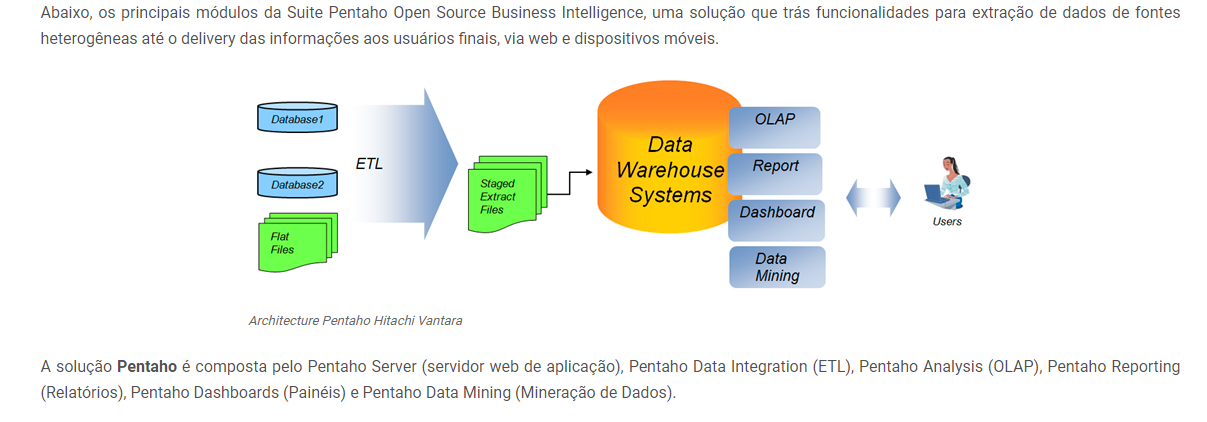 Abaixo, os principais módulos da Suite Pentaho Open Source Business Intelligence, uma solução que trás funcionalidades para extração de dados de fontes
heterogêneas até o delivery das informações aos usuários finais, via web e dispositivos móveis.
Database1
Database2
Flat
Files
ETL
Staged
Extract
Files
Data
Warehouse
Systems
OLAP
Report
Dashboard
Data
Mining
Users
Architecture Pentaho Hitachi Vantara
A solução Pentaho é composta pelo Pentaho Server (servidor web de aplicação), Pentaho Data Integration (ETL), Pentaho Analysis (OLAP), Pentaho Reporting
(Relatórios), Pentaho Dashboards (Painéis) e Pentaho Data Mining (Mineração de Dados).